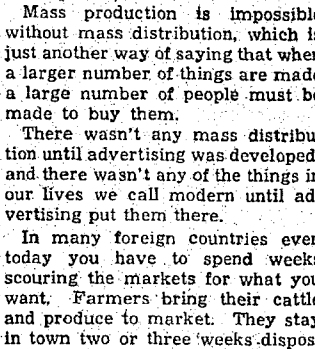 Mass production is impossibl
without mass distribution, which i
just another way of saying that whe
a larger number of things are mad
a large number of people must b
made to buy them.
There wasn't any mass distribu
tion until advertising was developed
and there wasn't any of the things i
our lives we call modern until ad
vertising put them there.
In many foreign countries eve
today you have to spend week
scouring the markets for what yo
want. Farmers bring their cattl
and produce to market. They sta
in town two or three weeks dispos